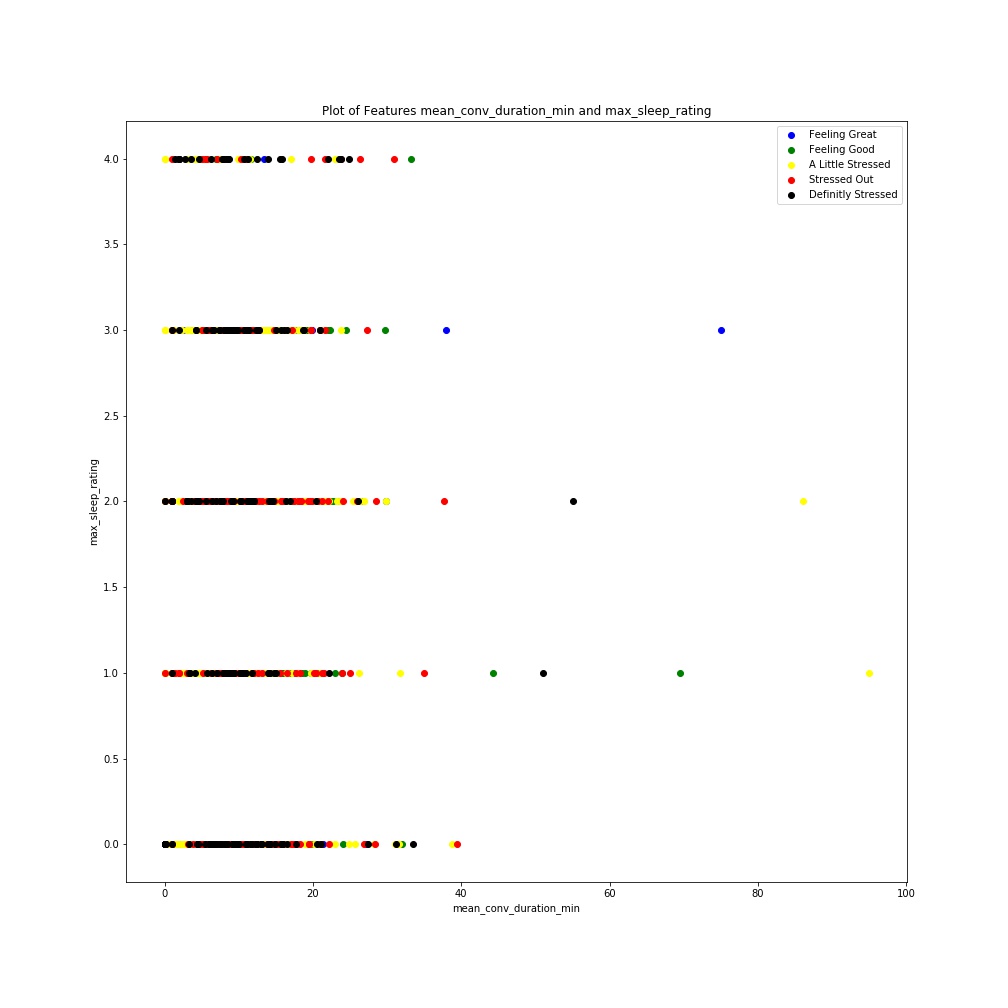 Plot of Features mean_conv_duration_min and max_sleep_rating
Feeling Great
Feeling Good
A Little Stressed
Stressed Out
Definitly Stressed
4.0
3.5
3.0
2.5
2.0
1.5
1.0
0.5
0.0
max_sleep_rating
0 20 40 60 80 100
mean_conv_duration_min